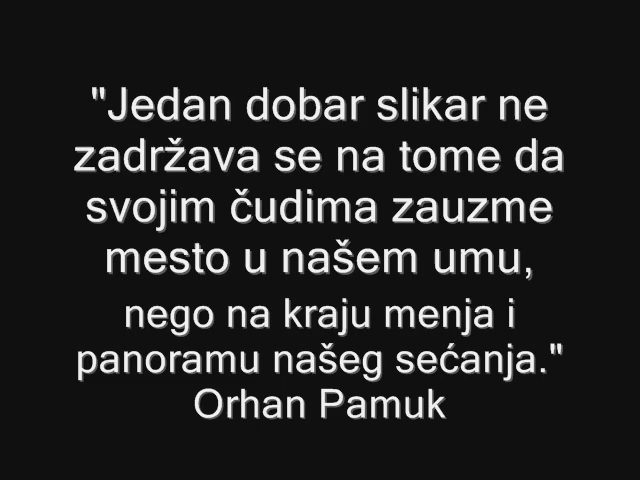 "Jedan dobar slikar ne
zadržava se na tome da
svojim čudima zauzme
mesto u našem umu,
nego na kraju menja i
panoramu našeg sećanja."
Orhan Pamuk